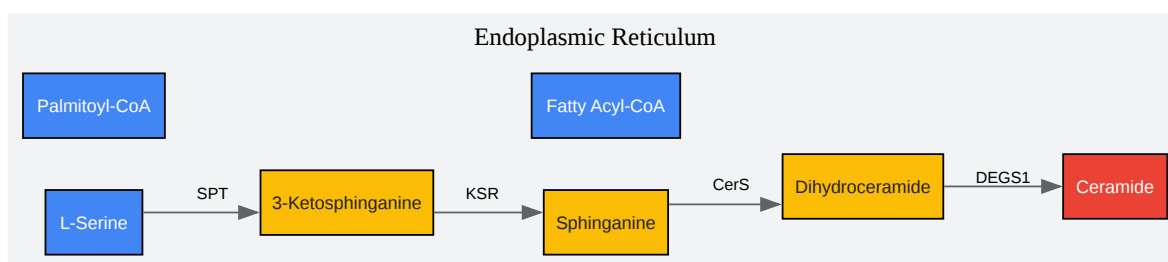 Endoplasmic Reticulum
Palmitoyl-CoA
Fatty Acyl-CoA
L-Serine
SPT
3-Ketosphinganine
KSR
Sphinganine
CerS
Dihydroceramide
DEGS1
Ceramide